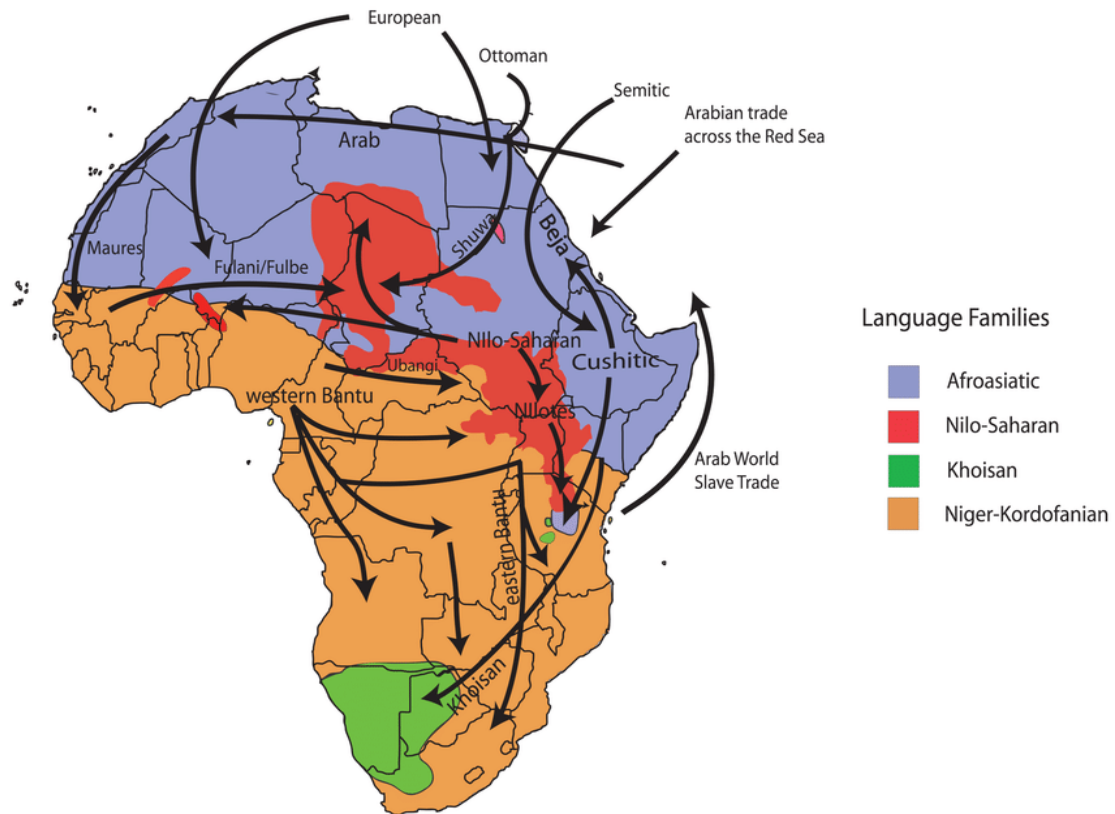 European
Ottoman
Semitic
Arabian trade
across the Red Sea
Arab
Maures
Fulani/Fulbe
Shuwa
Beja
NIlo-Saharan
Cushitic
Ubangi
western Bantu
NIlotes
eastern Bantu
Khoisan
Arab World
Slave Trade
Language Families
Afroasiatic
Nilo-Saharan
Khoisan
Niger-Kordofanian